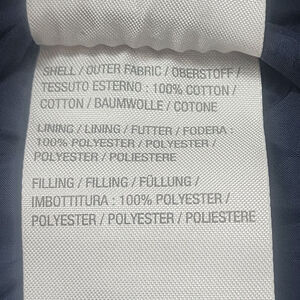 SHELL / OUTER FABRIC / OBERSTOFF /
TESSUTO ESTERNO : 100% COTTON /
COTTON / BAUMWOLLE / COTONE
LINING / LINING / FUTTER / FODERA :
100% POLYESTER / POLYESTER /
POLYESTER / POLIESTERE
FILLING / FILLING / FÜLLUNG /
IMBOTTITURA : 100% POLYESTER /
POLYESTER / POLYESTER / POLIESTERE